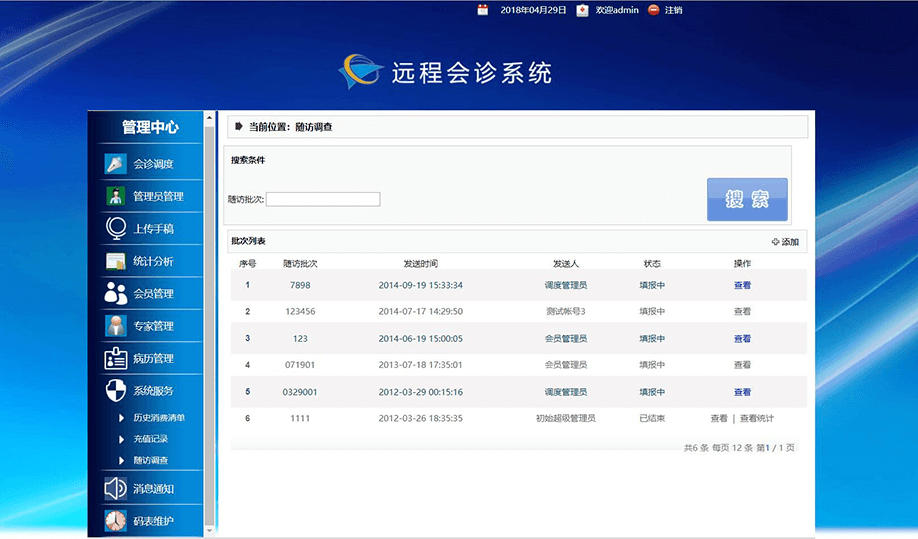 2018年04月29日 欢迎admin 注销
远程会诊系统
管理中心
会诊调度
管理员管理
上传手稿
统计分析
会员管理
专家管理
病历管理
系统服务
历史消费清单
充值记录
随访调查
消息通知
码表维护
当前位置：随访调查
搜索条件
随访批次:
搜 索
批次列表 添加
序号 随访批次 发送时间 发送人 状态 操作
1 7898 2014-09-19 15:33:34 调度管理员 填报中 查看
2 123456 2014-07-17 14:29:50 测试帐号3 填报中 查看
3 123 2014-06-19 15:00:05 会员管理员 填报中 查看
4 071901 2013-07-18 17:35:01 会员管理员 填报中 查看
5 0329001 2012-03-29 00:15:16 调度管理员 填报中 查看
6 1111 2012-03-26 18:35:35 初始超级管理员 已结束 查看 | 查看统计
共6 条 每页 12 条 第1 / 1 页